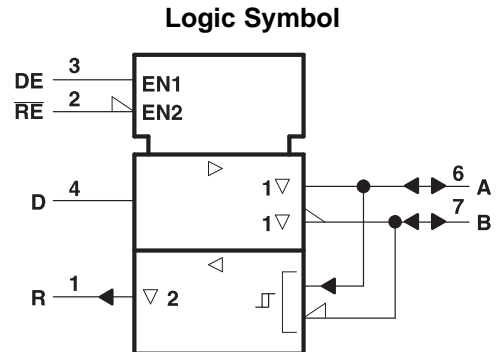 Logic Symbol
DE 3 EN1
RE 2 EN2
D 4 1 6 A
1 7 B
R 1 2